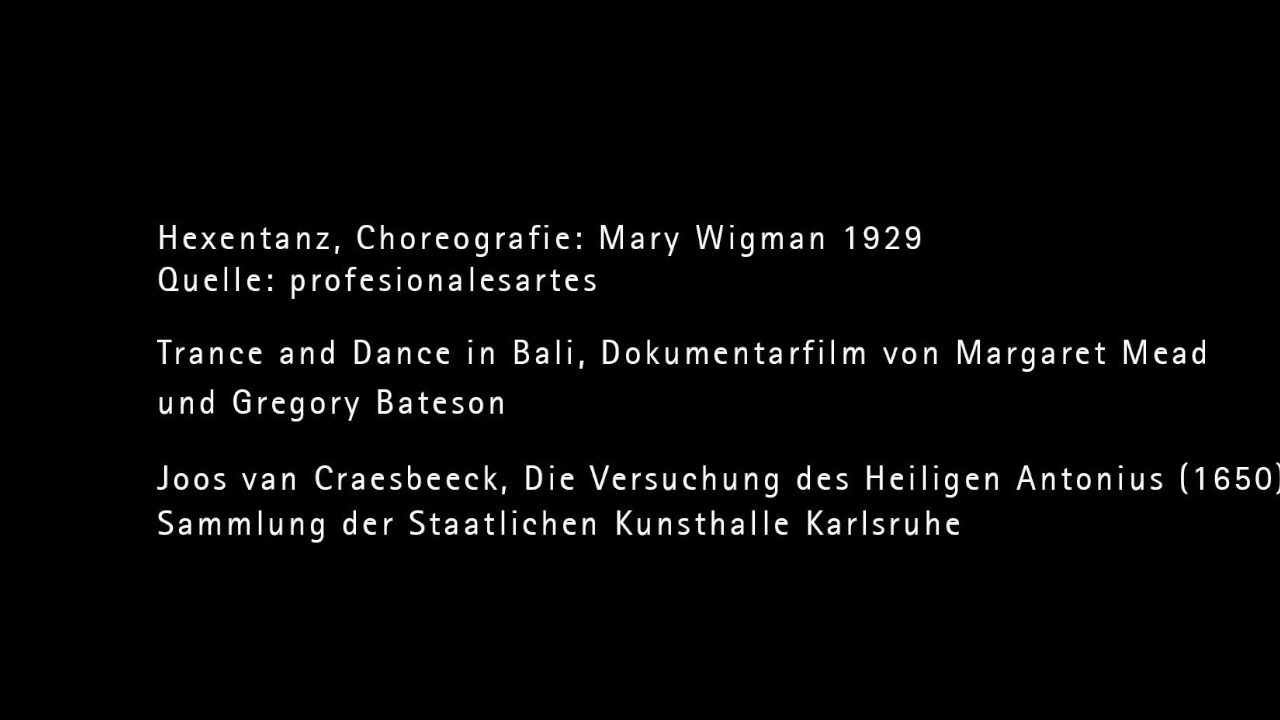 Hexentanz, Choreografie: Mary Wigman 1929
Quelle: profesionalesartes
Trance and Dance in Bali, Dokumentarfilm von Margaret Mead
und Gregory Bateson
Joos van Craesbeeck, Die Versuchung des Heiligen Antonius (1650)
Sammlung der Staatlichen Kunsthalle Karlsruhe